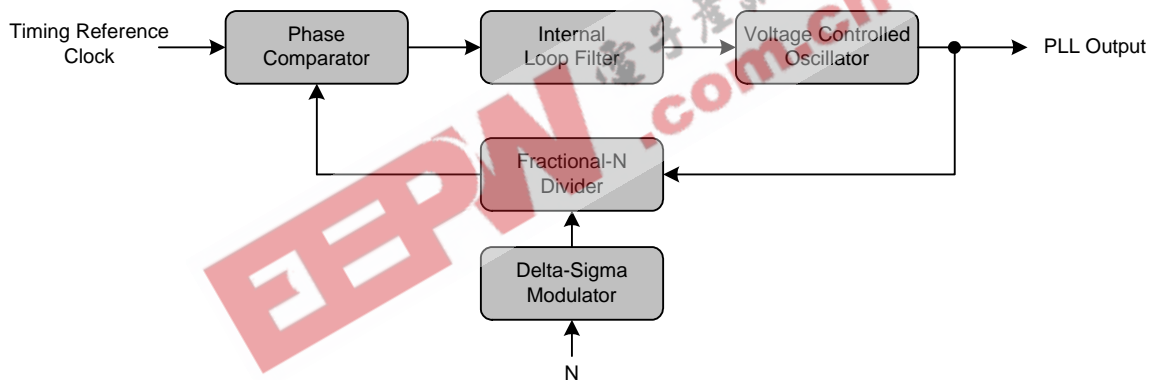 Timing Reference
Clock
Phase
Comparator
Internal
Loop Filter
Voltage Controlled
Oscillator
PLL Output
Fractional-N
Divider
Delta-Sigma
Modulator
N
EEPW
.com.cn